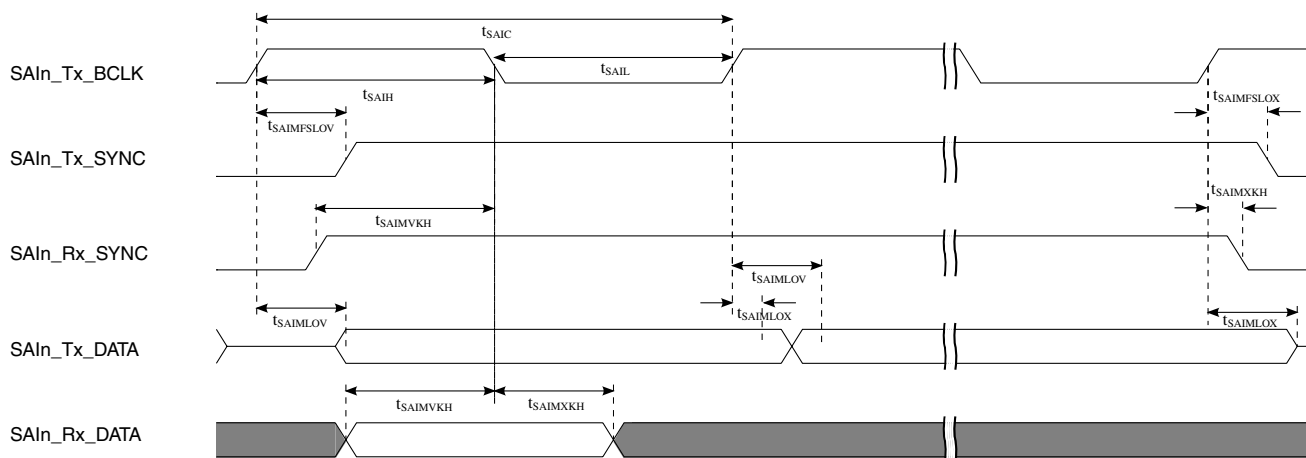 tSAIC
SAIn_Tx_BCLK
tSAIL
tSAIH
tSAIMFSLOX
tSAIMFSLOV
SAIn_Tx_SYNC
tSAIMXKH
tSAIMVKH
SAIn_Rx_SYNC
tSAIMLOV
tSAIMLOV
tSAIMLOX
tSAIMLOX
SAIn_Tx_DATA
tSAIMVKH
tSAIMXKH
SAIn_Rx_DATA